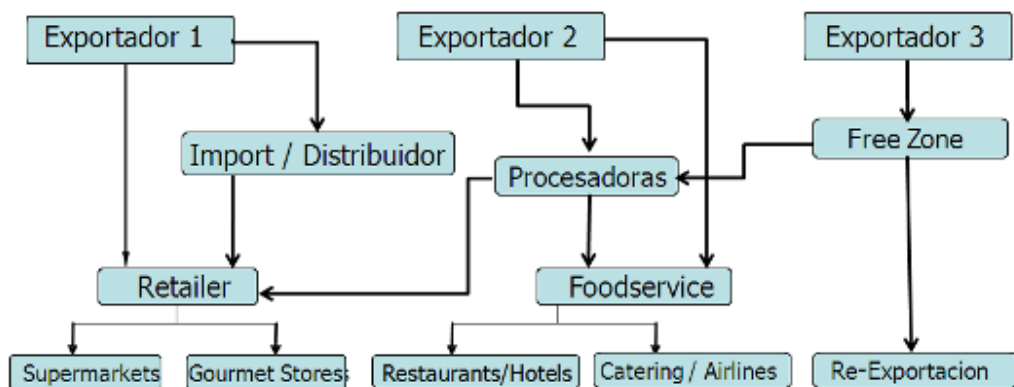 Exportador 1
Exportador 2
Exportador 3
Import / Distribuidor
Free Zone
Procesadoras
Retailer
Foodservice
Supermarkets
Gourmet Stores
Restaurants/Hotels
Catering / Airlines
Re-Exportacion